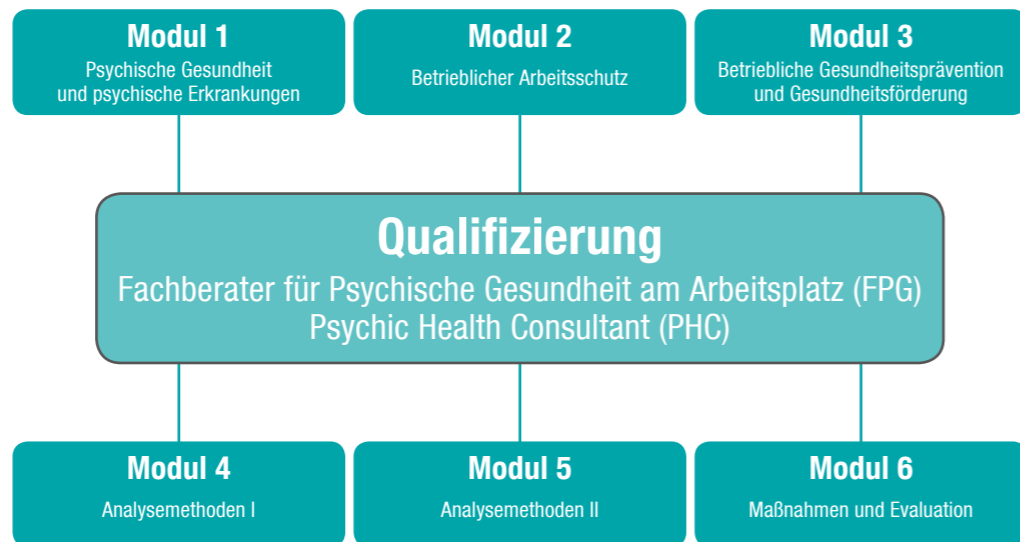 Modul 1
Psychische Gesundheit
und psychische Erkrankungen
Modul 2
Betrieblicher Arbeitsschutz
Modul 3
Betriebliche Gesundheitsprävention
und Gesundheitsförderung
Qualifizierung
Fachberater für Psychische Gesundheit am Arbeitsplatz (FPG)
Psychic Health Consultant (PHC)
Modul 4
Analysemethoden I
Modul 5
Analysemethoden II
Modul 6
Maßnahmen und Evaluation